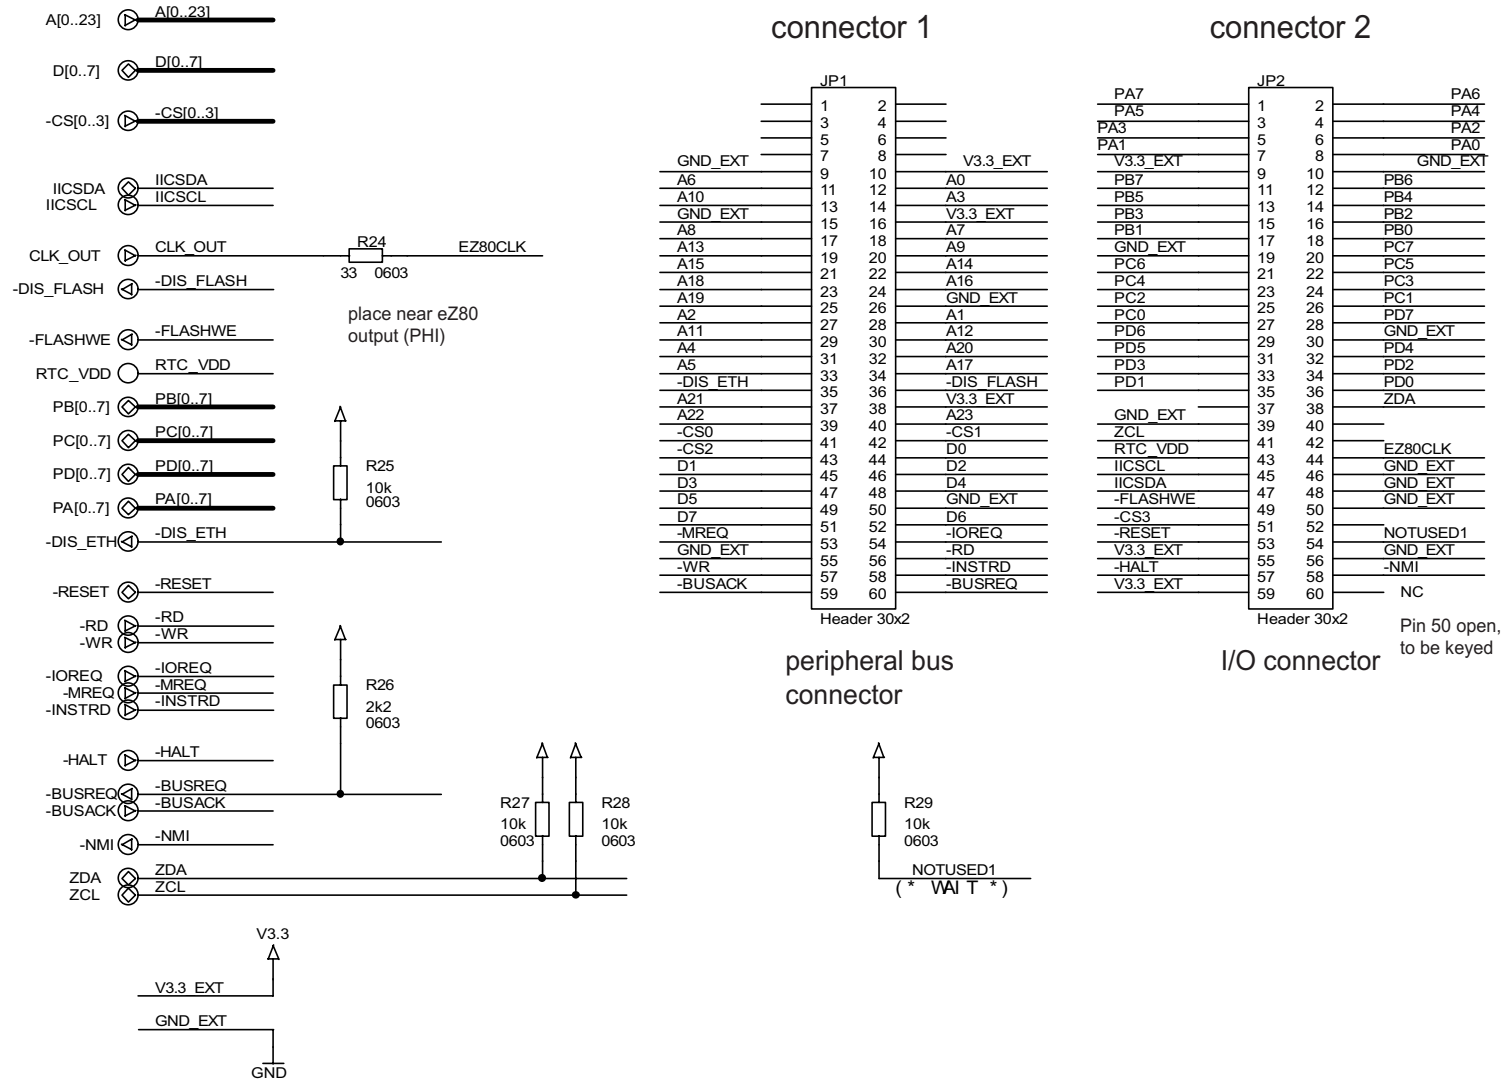 A[0..23] A[0..23]
D[0..7] D[0..7]
-CS[0..3] -CS[0..3]
IICSDA IICSDA
IICSCL IICSCL
CLK_OUT CLK_OUT R24 EZ80CLK
33 0603
-DIS_FLASH -DIS_FLASH
place near eZ80
output (PHI)
-FLASHWE -FLASHWE
RTC_VDD RTC_VDD
PB[0..7] PB[0..7]
PC[0..7] PC[0..7]
PD[0..7] PD[0..7]
PA[0..7] PA[0..7]
R25
10k
0603
-DIS_ETH -DIS_ETH
-RESET -RESET
-RD -RD
-WR -WR
-IOREQ -IOREQ
-MREQ -MREQ
-INSTRD -INSTRD
R26
2k2
0603
-HALT -HALT
-BUSREQ -BUSREQ
-BUSACK -BUSACK
-NMI -NMI
ZDA ZDA
ZCL ZCL
R27
10k
0603
R28
10k
0603
V3.3
V3.3_EXT
GND_EXT
GND
connector 1
JP1
1 2
3 4
5 6
7 8
GND_EXT 9 10 V3.3_EXT
A6 11 12 A0
A10 13 14 A3
GND_EXT 15 16 V3.3_EXT
A8 17 18 A7
A13 19 20 A9
A15 21 22 A14
A18 23 24 A16
A19 25 26 GND_EXT
A2 27 28 A1
A11 29 30 A12
A4 31 32 A20
A5 33 34 A17
-DIS_ETH 35 36 -DIS_FLASH
A21 37 38 V3.3_EXT
A22 39 40 A23
-CS0 41 42 -CS1
-CS2 43 44 D0
D1 45 46 D2
D3 47 48 D4
D5 49 50 GND_EXT
D7 51 52 D6
-MREQ 53 54 -IOREQ
GND_EXT 55 56 -RD
-WR 57 58 -INSTRD
-BUSACK 59 60 -BUSREQ
Header 30x2
peripheral bus
connector
R29
10k
0603
NOTUSED1
(* WAIT *)
connector 2
JP2
PA7 1 2 PA6
PA5 3 4 PA4
PA3 5 6 PA2
PA1 7 8 PA0
V3.3_EXT 9 10 GND_EXT
PB7 11 12 PB6
PB5 13 14 PB4
PB3 15 16 PB2
PB1 17 18 PB0
GND_EXT 19 20 PC7
PC6 21 22 PC5
PC4 23 24 PC3
PC2 25 26 PC1
PC0 27 28 PD7
PD6 29 30 GND_EXT
PD5 31 32 PD4
PD3 33 34 PD2
PD1 35 36 PD0
37 38 ZDA
GND_EXT 39 40
ZCL 41 42
RTC_VDD 43 44 EZ80CLK
IICSCL 45 46 GND_EXT
IICSDA 47 48 GND_EXT
-FLASHWE 49 50 GND_EXT
-CS3 51 52
-RESET 53 54 NOTUSED1
V3.3_EXT 55 56 GND_EXT
-HALT 57 58 -NMI
V3.3_EXT 59 60 NC
Header 30x2
Pin 50 open,
to be keyed
I/O connector